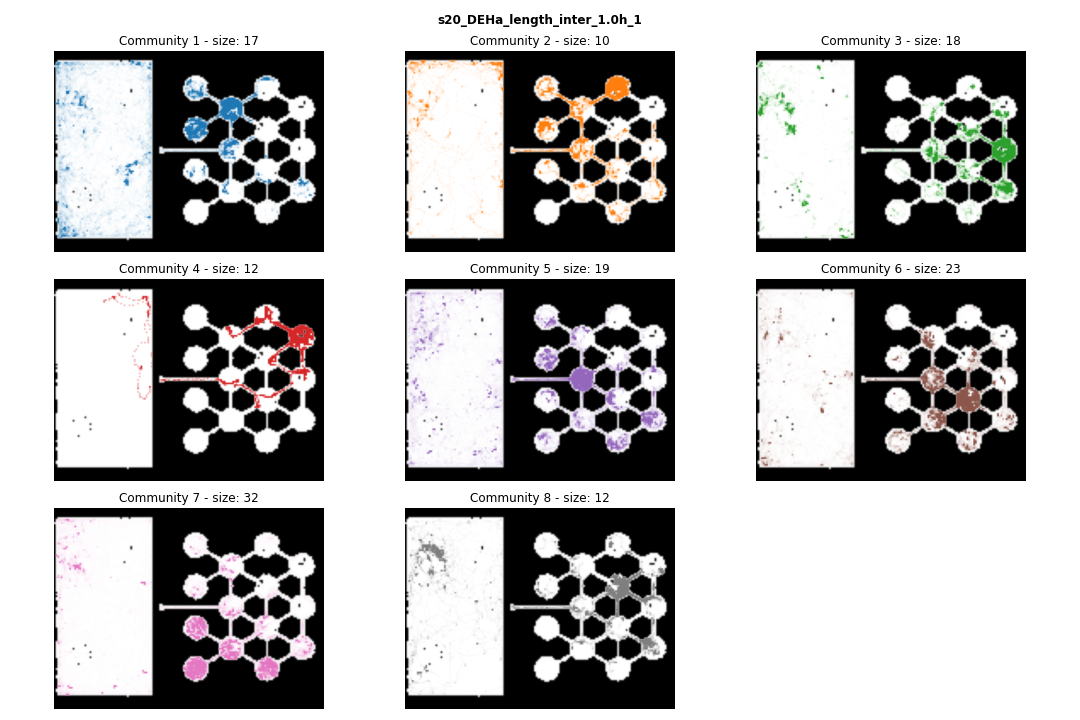 s20_DEHa_length_inter_1.0h_1
Community 1 - size: 17
Community 2 - size: 10
Community 3 - size: 18
Community 4 - size: 12
Community 5 - size: 19
Community 6 - size: 23
Community 7 - size: 32
Community 8 - size: 12